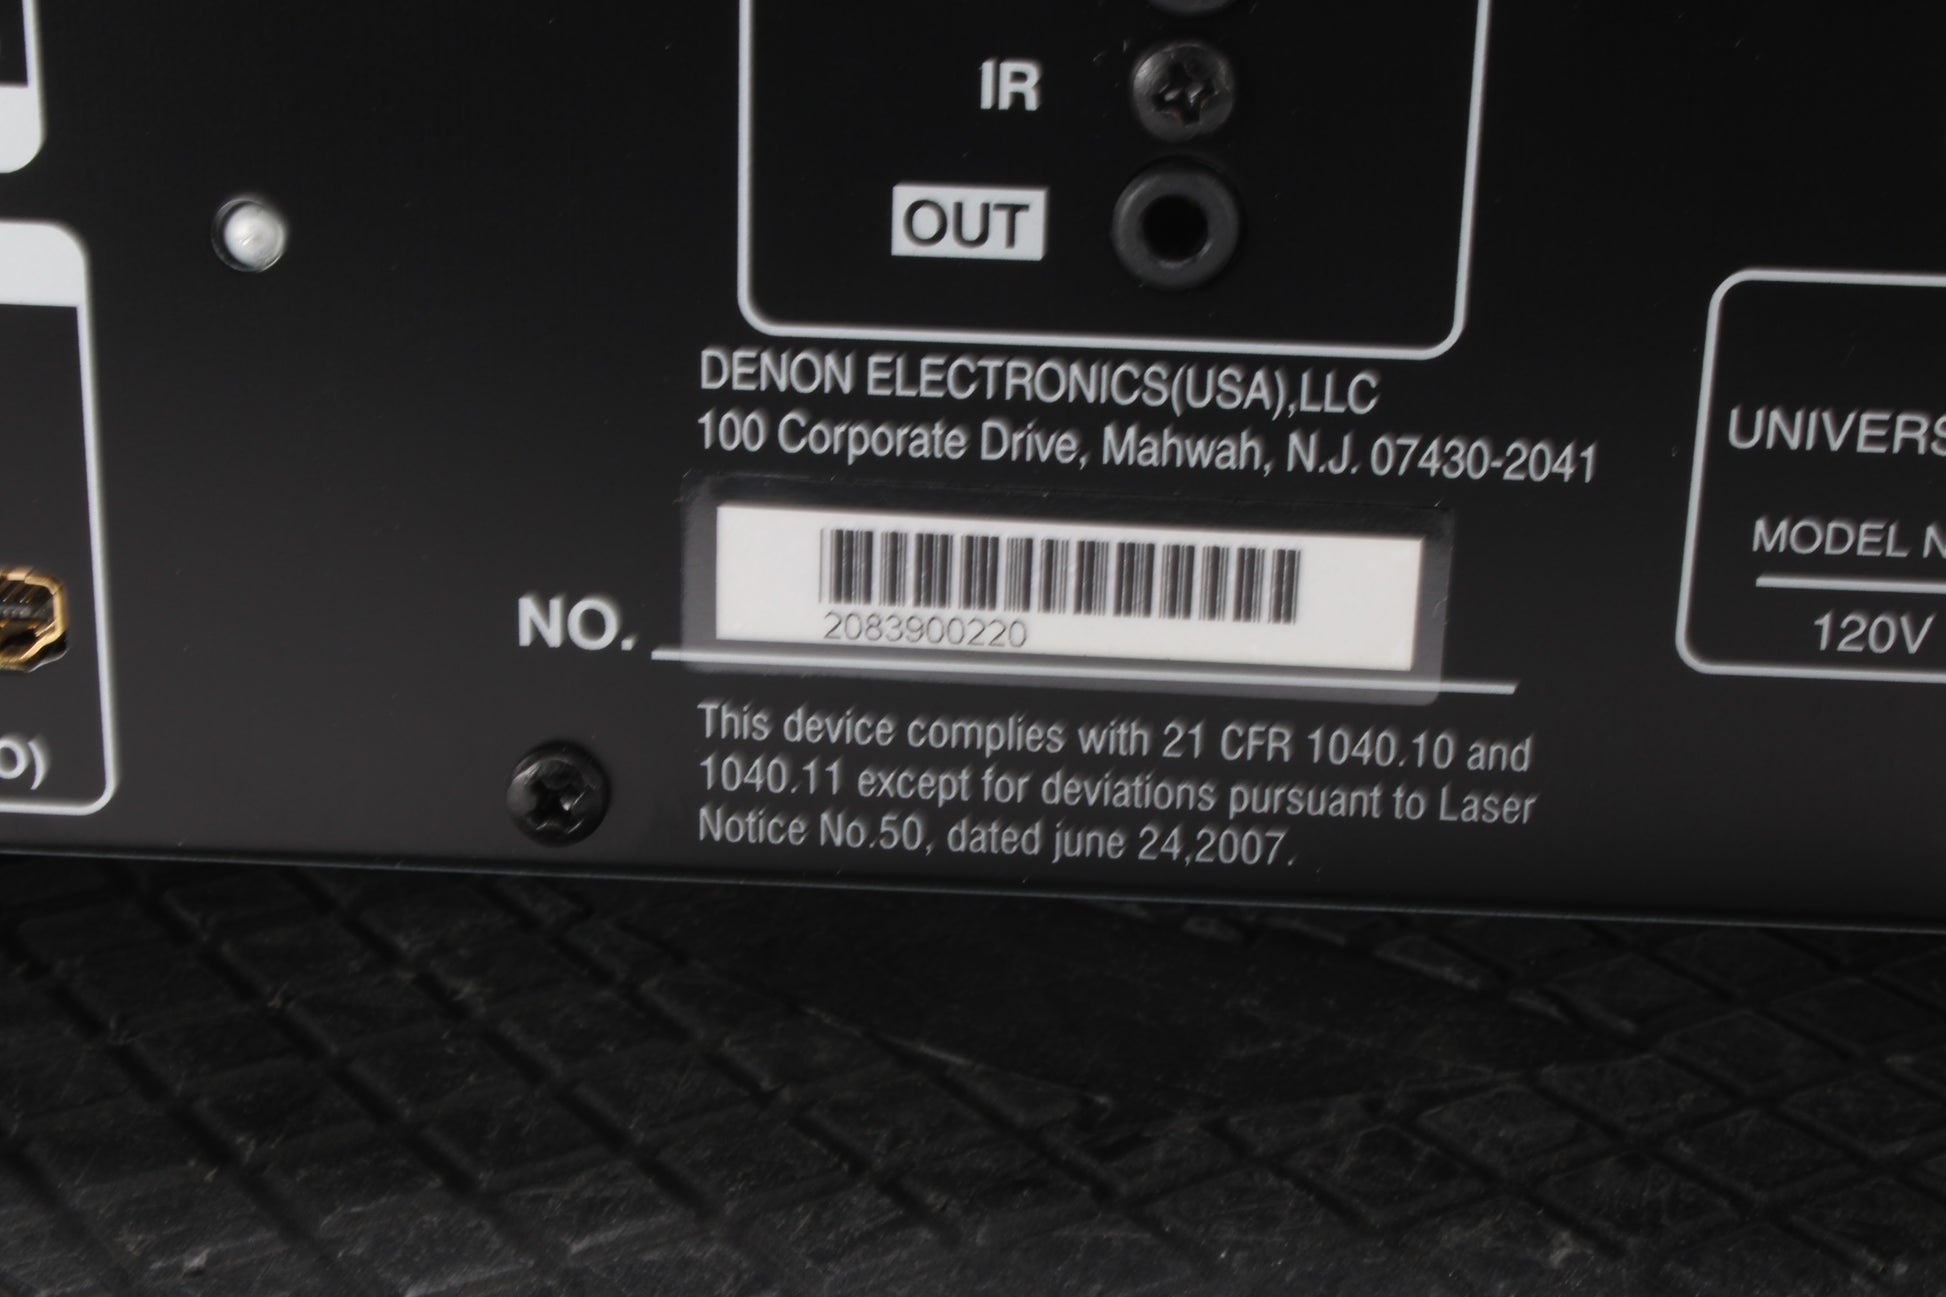 IR
OUT
DENON ELECTRONICS(USA),LLC
100 Corporate Drive, Mahwah, N.J. 07430-2041
NO.
2083900220
This device complies with 21 CFR 1040.10 and
1040.11 except for deviations pursuant to Laser
Notice No.50, dated june 24,2007.
UNIVERS
MODEL N
120V
O)